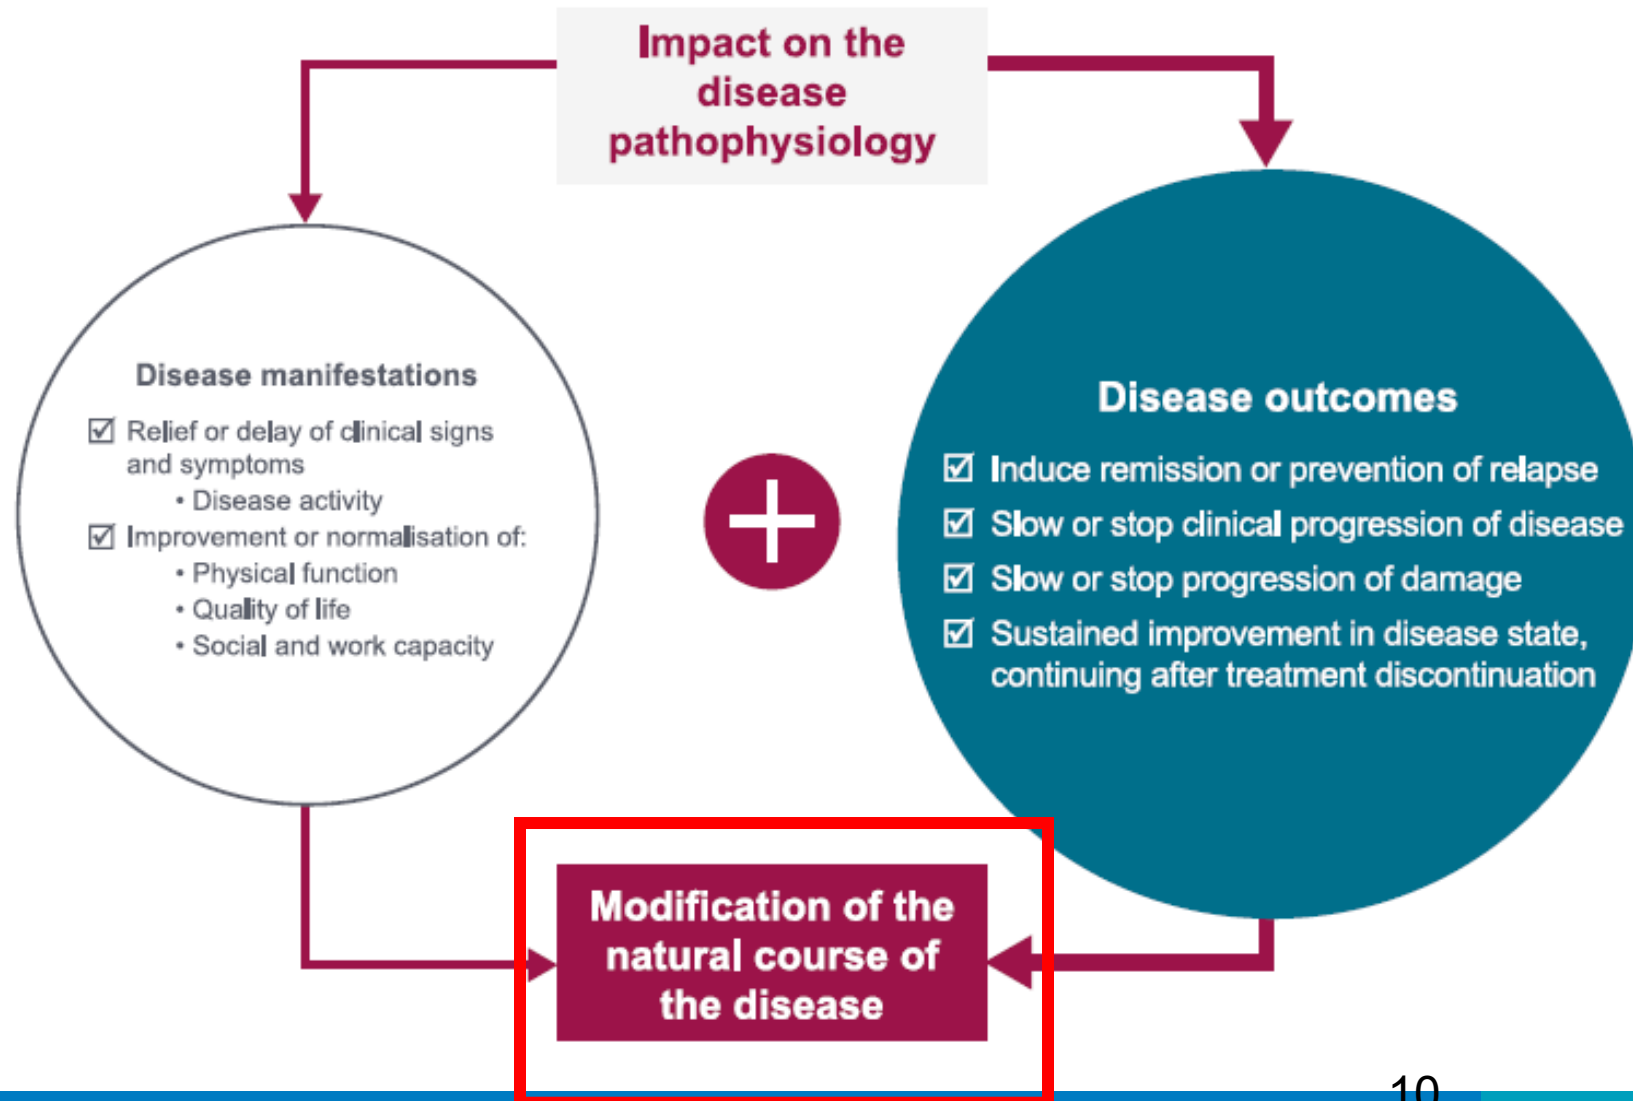 Impact on the
disease
pathophysiology
Disease manifestations
☑ Relief or delay of clinical signs
and symptoms
• Disease activity
☑ Improvement or normalisation of:
• Physical function
• Quality of life
• Social and work capacity
Disease outcomes
☑ Induce remission or prevention of relapse
☑ Slow or stop clinical progression of disease
☑ Slow or stop progression of damage
☑ Sustained improvement in disease state,
continuing after treatment discontinuation
Modification of the
natural course of
the disease
10